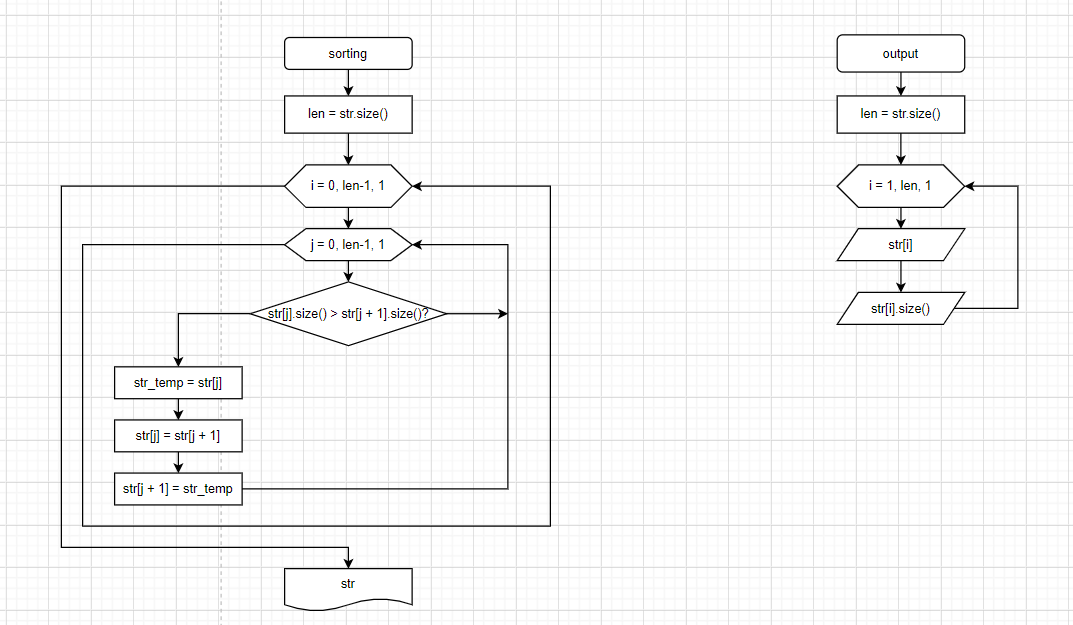 sorting
len = str.size()
i = 0, len-1, 1
j = 0, len-1, 1
str[j].size() > str[j + 1].size()?
str_temp = str[j]
str[j] = str[j + 1]
str[j + 1] = str_temp
str
output
len = str.size()
i = 1, len, 1
str[i]
str[i].size()